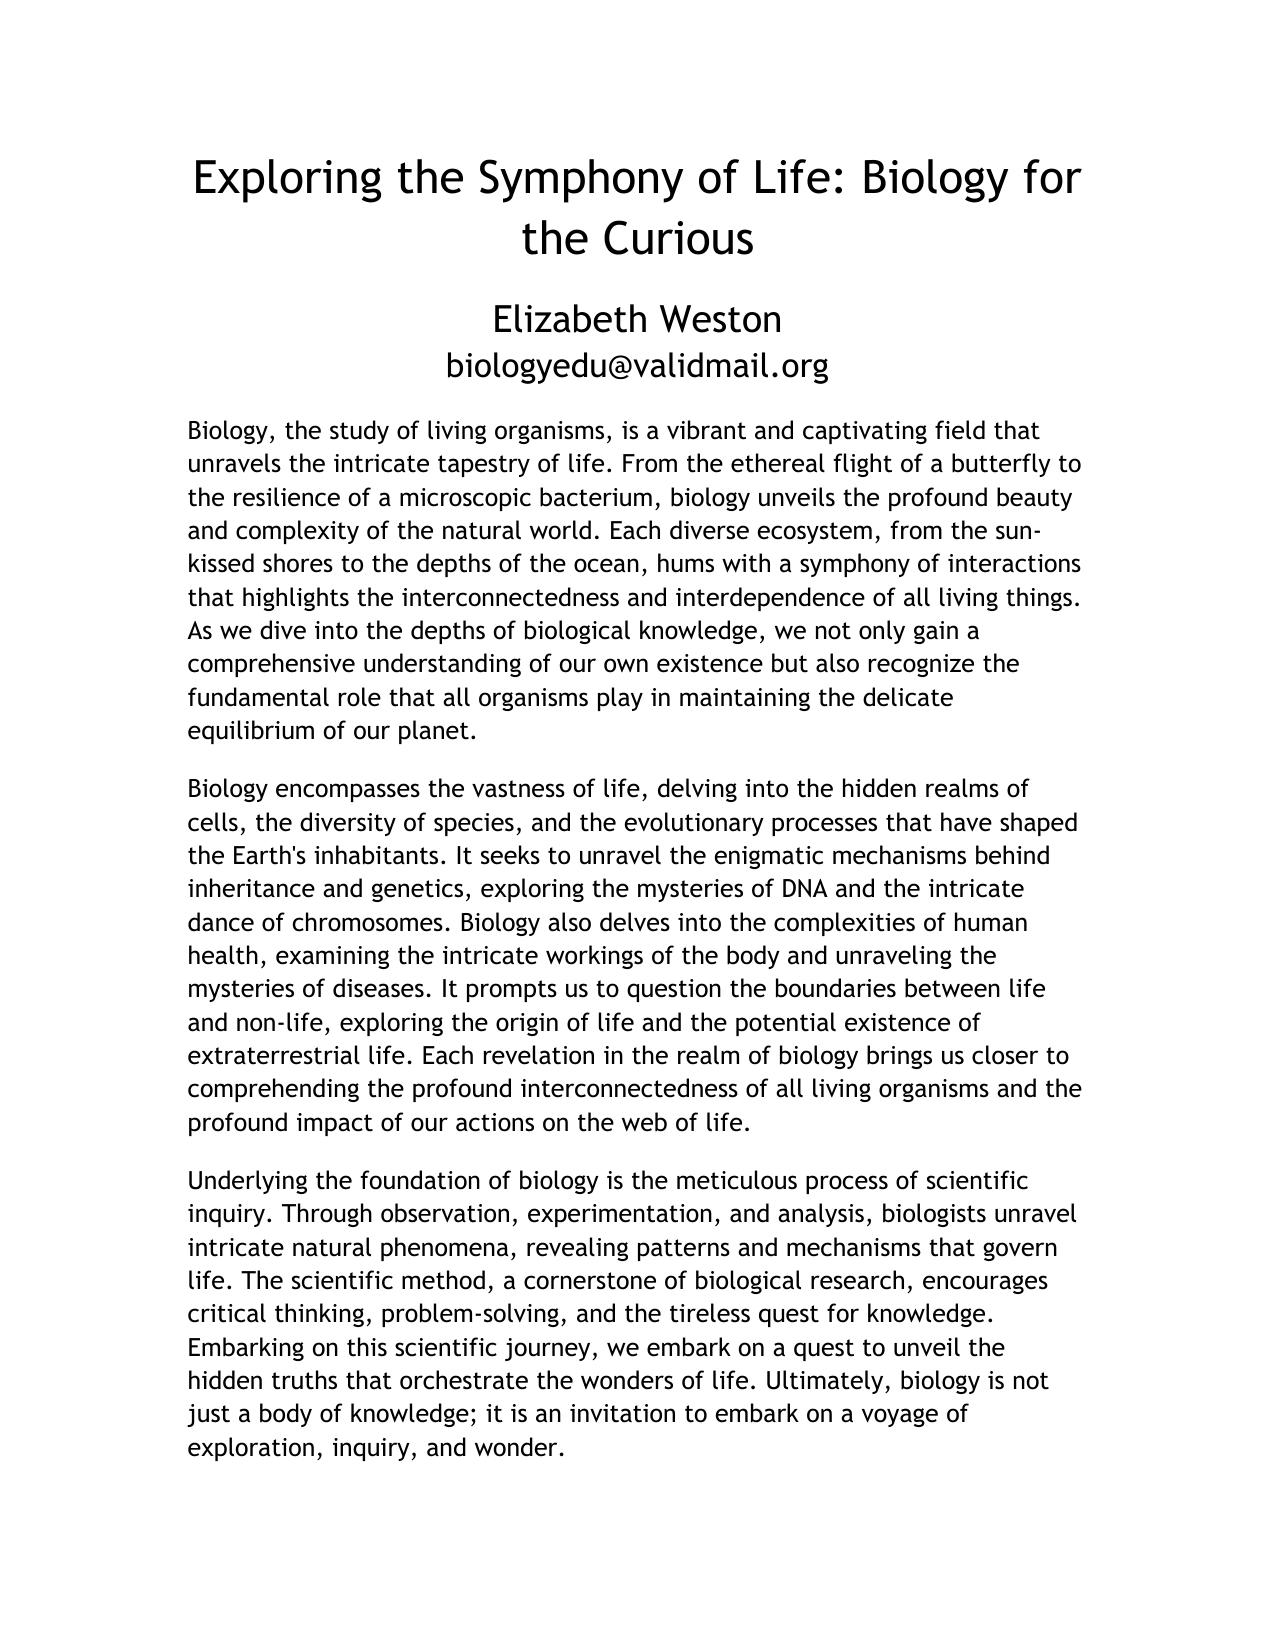 Exploring the Symphony of Life: Biology for
the Curious
Elizabeth Weston
biologyedu@validmail.org
Biology, the study of living organisms, is a vibrant and captivating field that
unravels the intricate tapestry of life. From the ethereal flight of a butterfly to
the resilience of a microscopic bacterium, biology unveils the profound beauty
and complexity of the natural world. Each diverse ecosystem, from the sun-
kissed shores to the depths of the ocean, hums with a symphony of interactions
that highlights the interconnectedness and interdependence of all living things.
As we dive into the depths of biological knowledge, we not only gain a
comprehensive understanding of our own existence but also recognize the
fundamental role that all organisms play in maintaining the delicate
equilibrium of our planet.
Biology encompasses the vastness of life, delving into the hidden realms of
cells, the diversity of species, and the evolutionary processes that have shaped
the Earth's inhabitants. It seeks to unravel the enigmatic mechanisms behind
inheritance and genetics, exploring the mysteries of DNA and the intricate
dance of chromosomes. Biology also delves into the complexities of human
health, examining the intricate workings of the body and unraveling the
mysteries of diseases. It prompts us to question the boundaries between life
and non-life, exploring the origin of life and the potential existence of
extraterrestrial life. Each revelation in the realm of biology brings us closer to
comprehending the profound interconnectedness of all living organisms and the
profound impact of our actions on the web of life.
Underlying the foundation of biology is the meticulous process of scientific
inquiry. Through observation, experimentation, and analysis, biologists unravel
intricate natural phenomena, revealing patterns and mechanisms that govern
life. The scientific method, a cornerstone of biological research, encourages
critical thinking, problem-solving, and the tireless quest for knowledge.
Embarking on this scientific journey, we embark on a quest to unveil the
hidden truths that orchestrate the wonders of life. Ultimately, biology is not
just a body of knowledge; it is an invitation to embark on a voyage of
exploration, inquiry, and wonder.